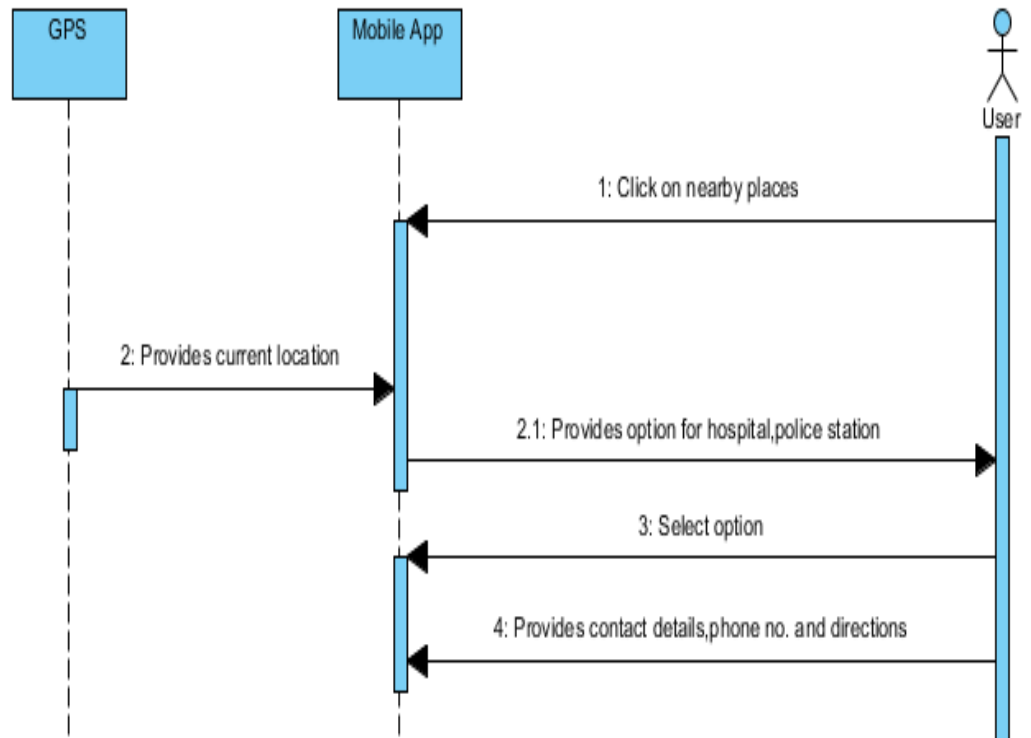 GPS
Mobile App
User
1: Click on nearby places
2: Provides current location
2.1: Provides option for hospital,police station
3: Select option
4: Provides contact details,phone no. and directions